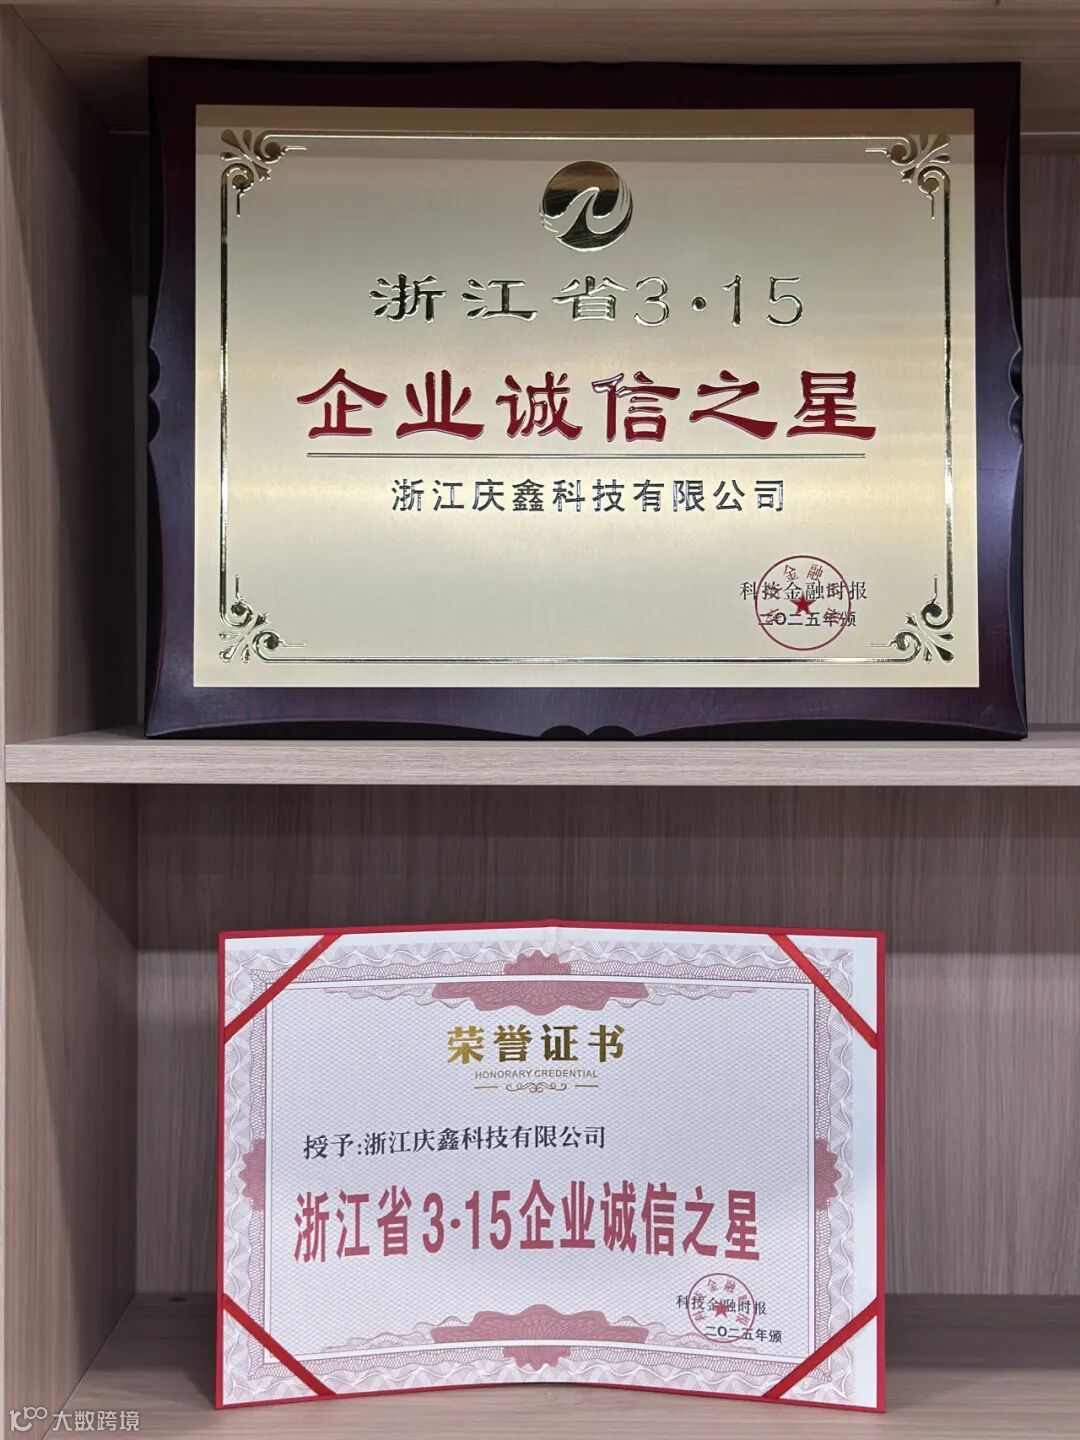 浙江省3·15
企业诚信之星
浙江庆鑫科技有限公司
科技金融时报
二〇二五年颁
荣誉证书
HONORARY CREDENTIAL
授予:浙江庆鑫科技有限公司
浙江省3·15企业诚信之星
科技金融时报
二〇二五年颁
大数跨境